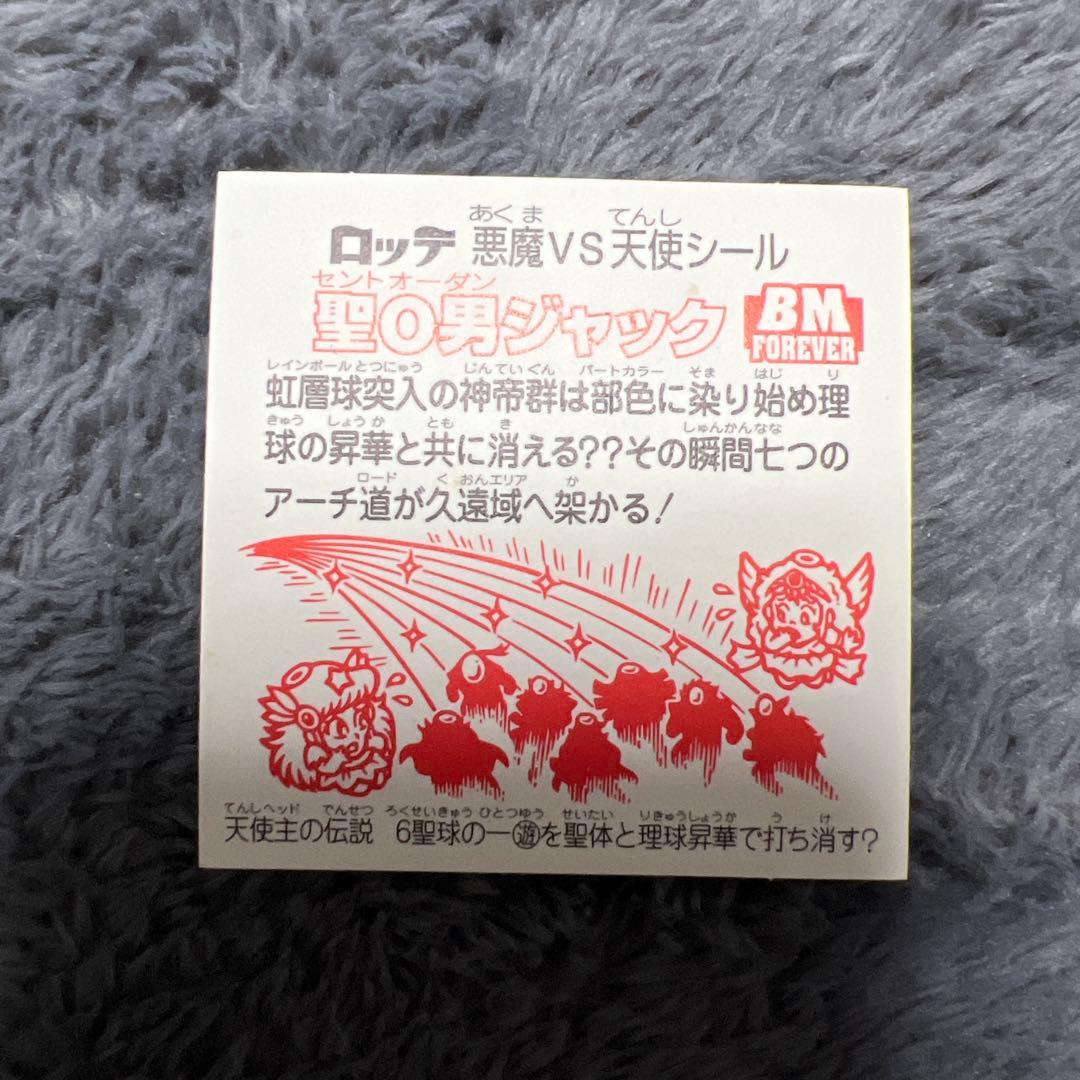 あくま てんし
ロッテ 悪魔VS天使シール
セントオーダン
聖O男ジャック BM FOREVER
レインボールとつにゅう じんていぐん パートカラー そま はじ り
虹層球突入の神帝群は部色に染り始め理
きゅう しょうか とも き しゅんかんなな
球の昇華と共に消える??その瞬間七つの
ロード くおんエリア か
アーチ道が久遠域へ架かる!
てんしヘッド でんせつ ろくせいきゅう ひとつゆう せいたい りきゅうしょうか う け
天使主の伝説 6聖球の一遊を聖体と理球昇華で打ち消す?